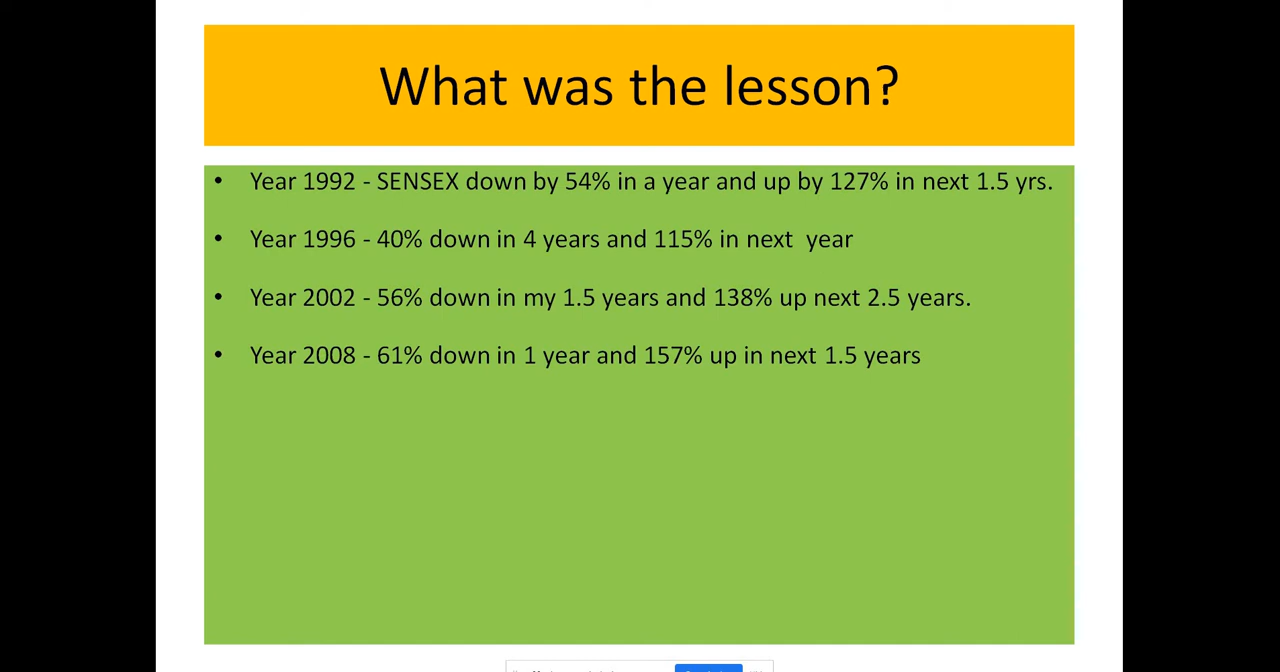 What was the lesson?
• Year 1992 - SENSEX down by 54% in a year and up by 127% in next 1.5 yrs.
• Year 1996 - 40% down in 4 years and 115% in next  year
• Year 2002 - 56% down in my 1.5 years and 138% up next 2.5 years.
• Year 2008 - 61% down in 1 year and 157% up in next 1.5 years